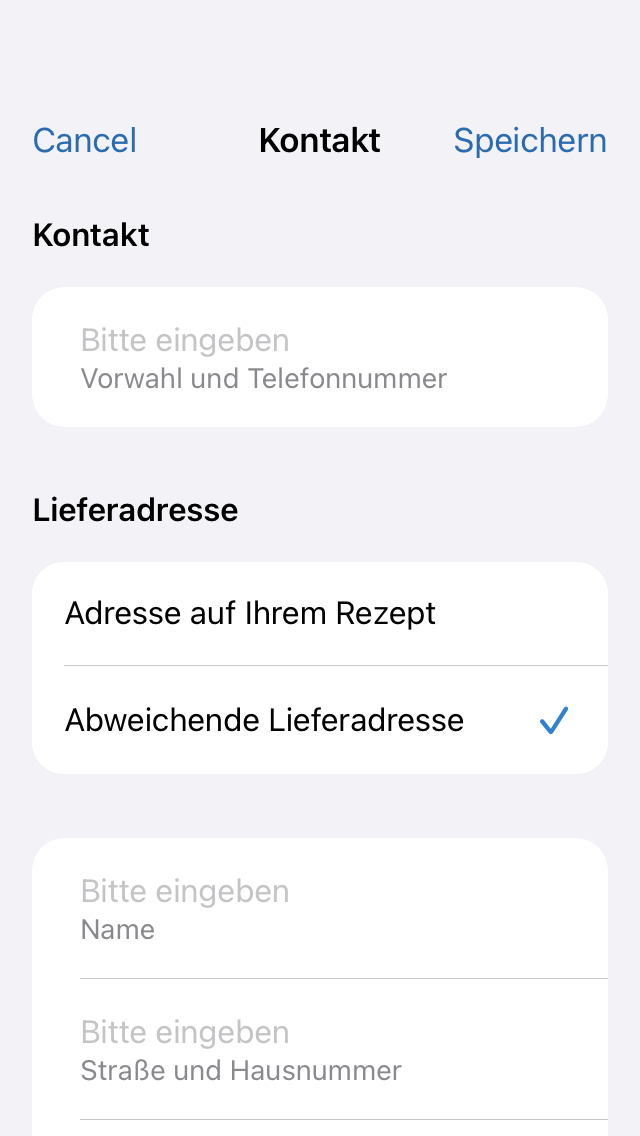 Cancel Kontakt Speichern
Kontakt
Bitte eingeben
Vorwahl und Telefonnummer
Lieferadresse
Adresse auf Ihrem Rezept
Abweichende Lieferadresse
Bitte eingeben
Name
Bitte eingeben
Straße und Hausnummer